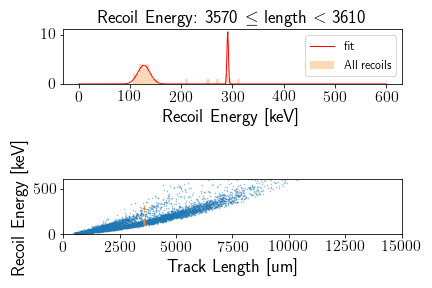 Recoil Energy: 3570 ≤ length < 3610
10
0
fit
All recoils
0 100 200 300 400 500 600
Recoil Energy [keV]
Recoil Energy [keV]
500
0
0 2500 5000 7500 10000 12500 15000
Track Length [um]